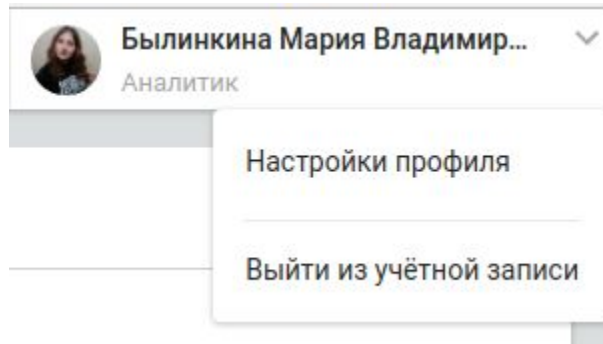 Былинкина Мария Владимир...
Аналитик
Настройки профиля
Выйти из учётной записи